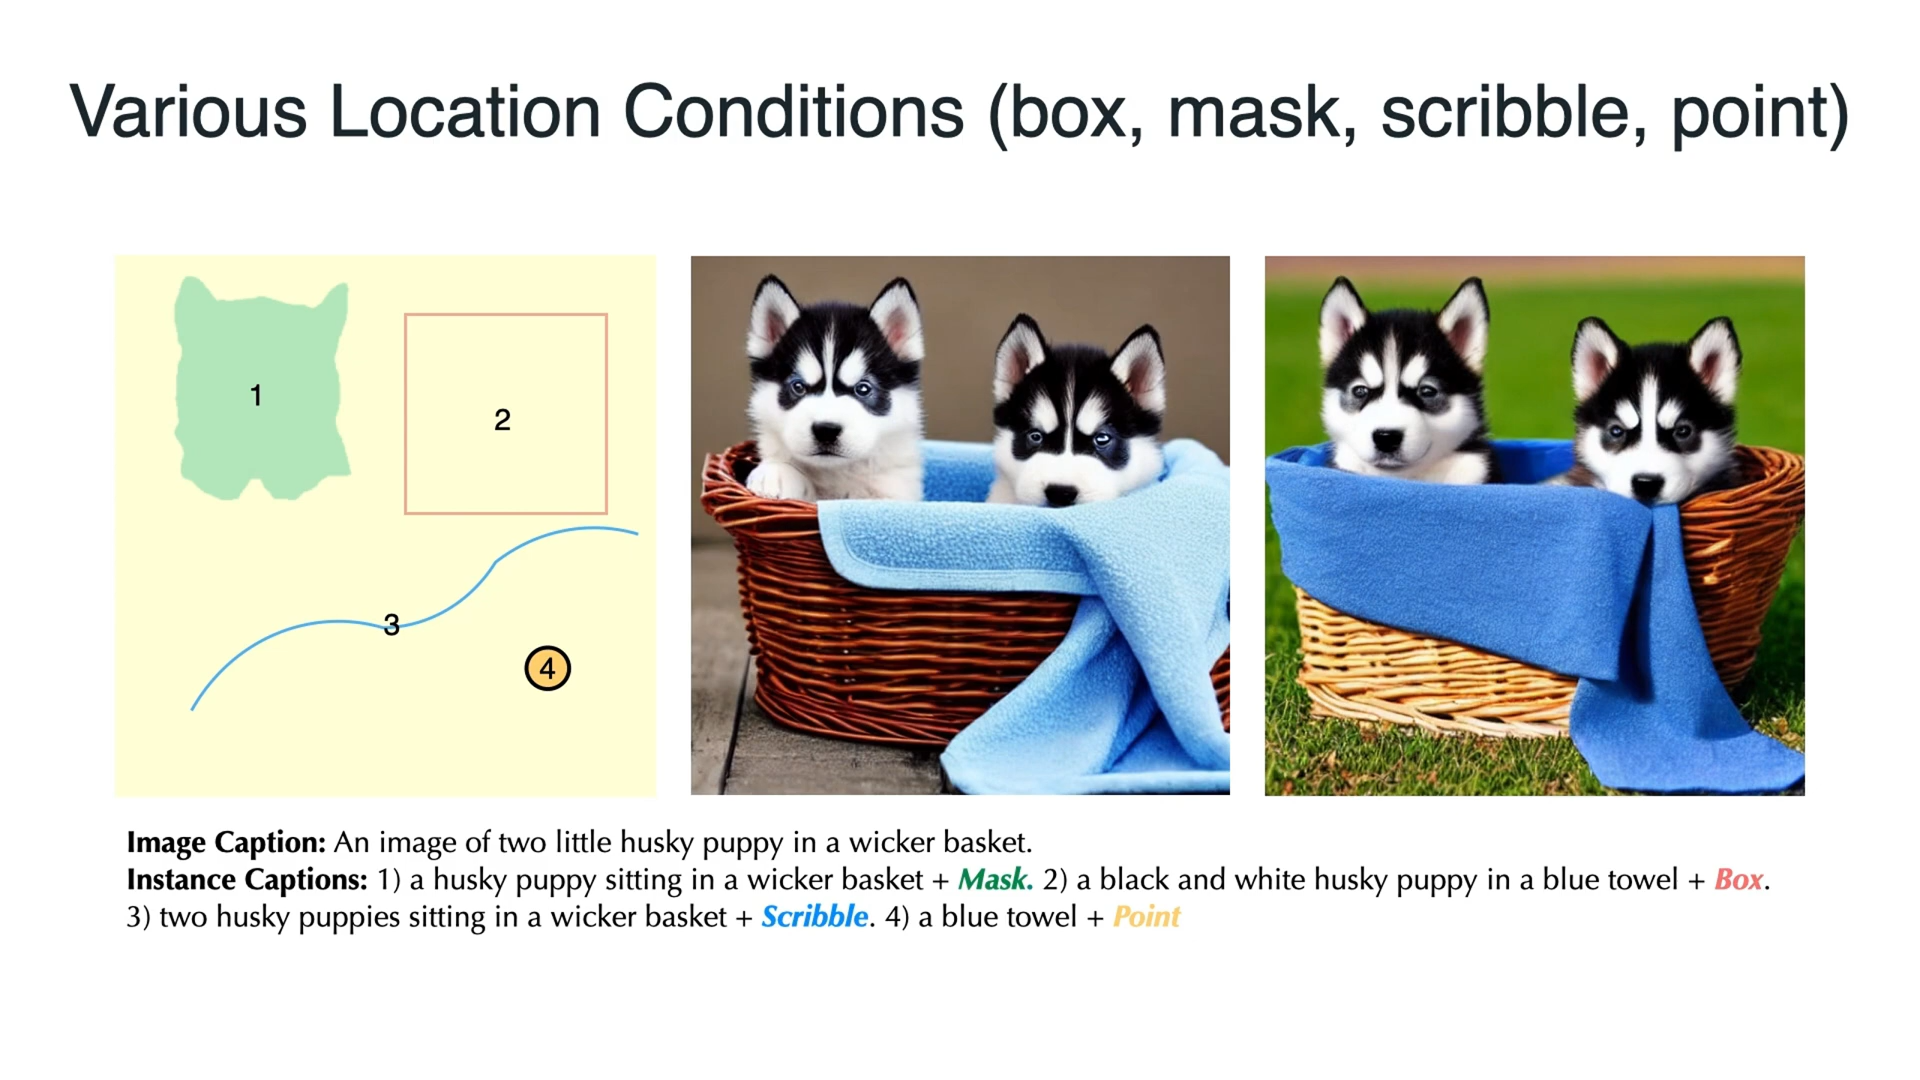 Various Location Conditions (box, mask, scribble, point)
1
2
3
4
Image Caption: An image of two little husky puppy in a wicker basket.
Instance Captions: 1) a husky puppy sitting in a wicker basket + Mask. 2) a black and white husky puppy in a blue towel + Box.
3) two husky puppies sitting in a wicker basket + Scribble. 4) a blue towel + Point